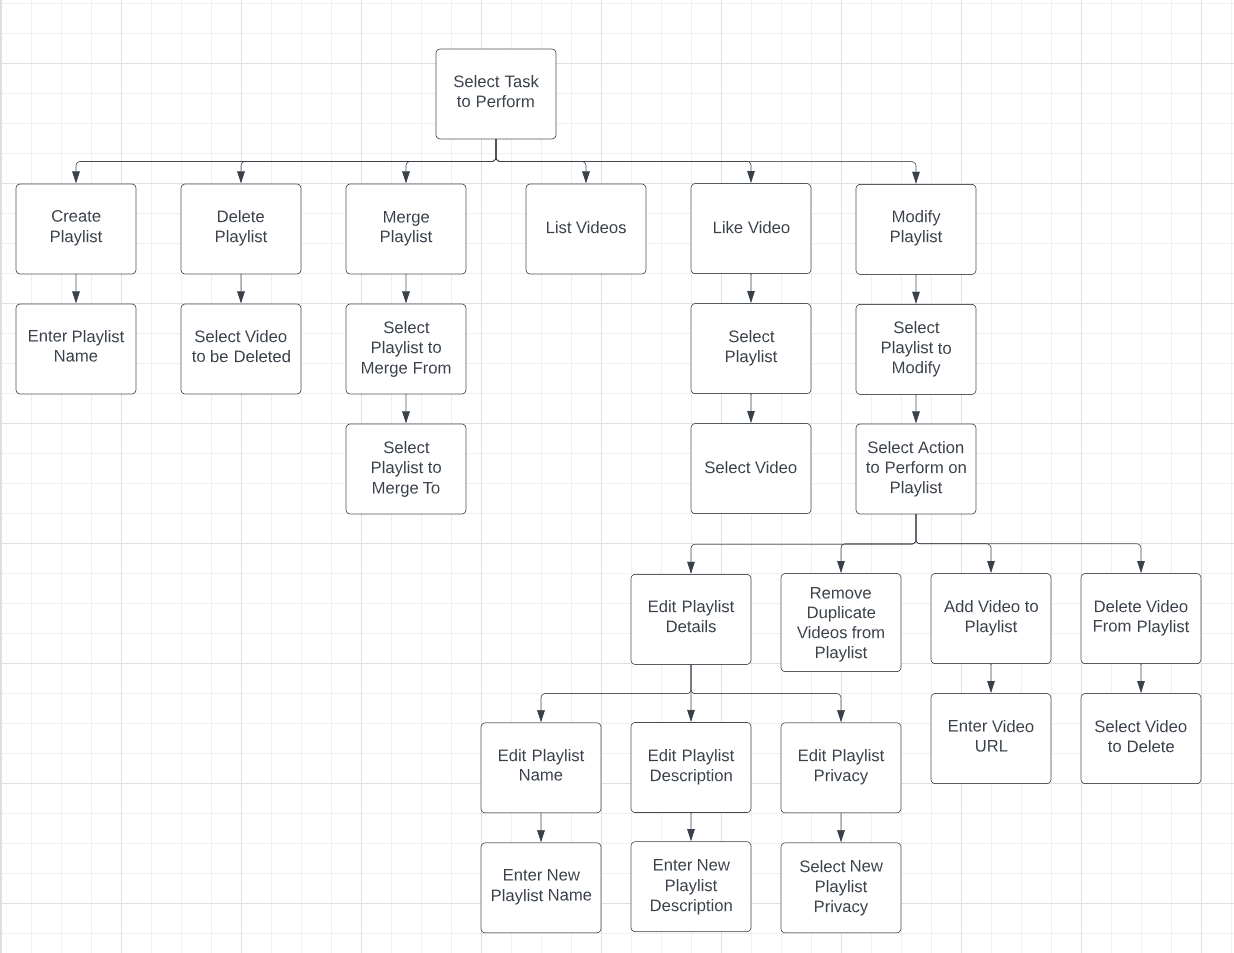 Select Task
to Perform
Create
Playlist
Delete
Playlist
Merge
Playlist
List Videos
Like Video
Modify
Playlist
Enter Playlist
Name
Select Video
to be Deleted
Select
Playlist to
Merge From
Select
Playlist
Select
Playlist to
Modify
Select
Playlist to
Merge To
Select Video
Select Action
to Perform on
Playlist
Edit Playlist
Details
Remove
Duplicate
Videos from
Playlist
Add Video to
Playlist
Delete Video
From Playlist
Edit Playlist
Name
Edit Playlist
Description
Edit Playlist
Privacy
Enter Video
URL
Select Video
to Delete
Enter New
Playlist Name
Enter New
Playlist
Description
Select New
Playlist
Privacy